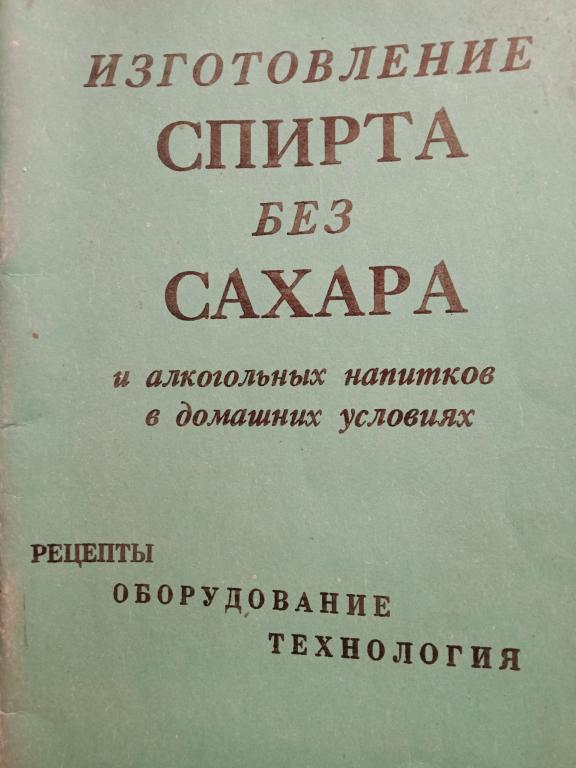 ИЗГОТОВЛЕНИЕ
СПИРТА
БЕЗ
САХАРА
и алкогольных напитков
в домашних условиях
РЕЦЕПТЫ
ОБОРУДОВАНИЕ
ТЕХНОЛОГИЯ